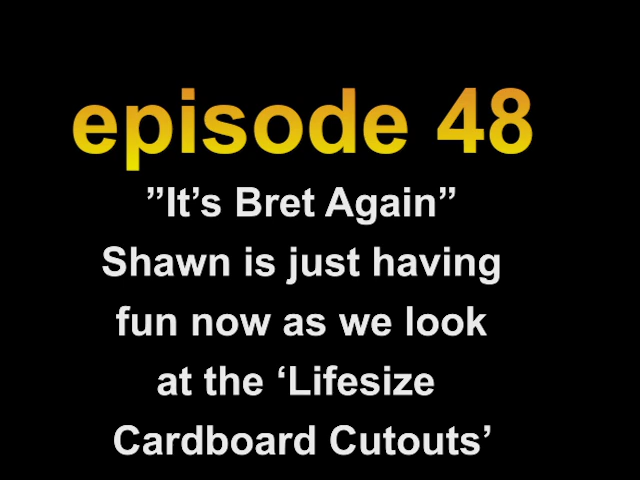 episode 48
”It’s Bret Again”
Shawn is just having
fun now as we look
at the ‘Lifesize
Cardboard Cutouts’